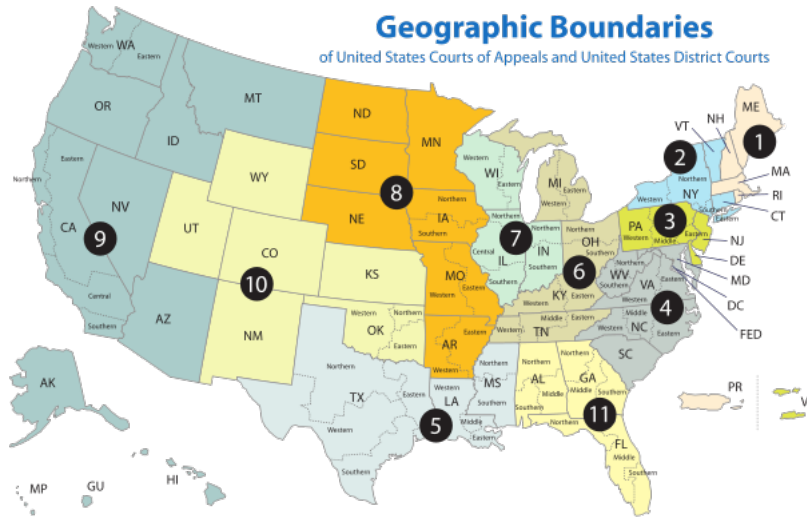 Geographic Boundaries
of United States Courts of Appeals and United States District Courts
Western WA Eastern
OR
MT
ID
Northern
Eastern
CA
NV
9
Central
Southern
AZ
WY
UT
CO
10
NM
ND
SD
8
NE
KS
MN
Northern
IA
Southern
MO
Western
Eastern
Western
Northern
OK
Eastern
Eastern
AR
Western
Northern
TX
Eastern
Western
Southern
Western
LA
Middle
Eastern
5
Northern
MS
Southern
Western
WI
Eastern
Northern
7
Central
IL
Southern
Northern
IN
Southern
MI
Eastern
Western
Northern
OH
Southern
6
KY
Western
Eastern
Western
TN
Middle
Eastern
Northern
AL
Middle
Southern
Northern
GA
Middle
Southern
11
Northern
FL
Middle
Southern
Northern
WV
Southern
VA
Eastern
Western
4
Western
Middle
NC
Eastern
SC
PA
3
Western
Middle
Eastern
2
Northern
Western
NY
Southern
Eastern
VT
NH
ME
1
MA
RI
CT
NJ
DE
MD
DC
FED
AK
MP
GU
HI
PR
V